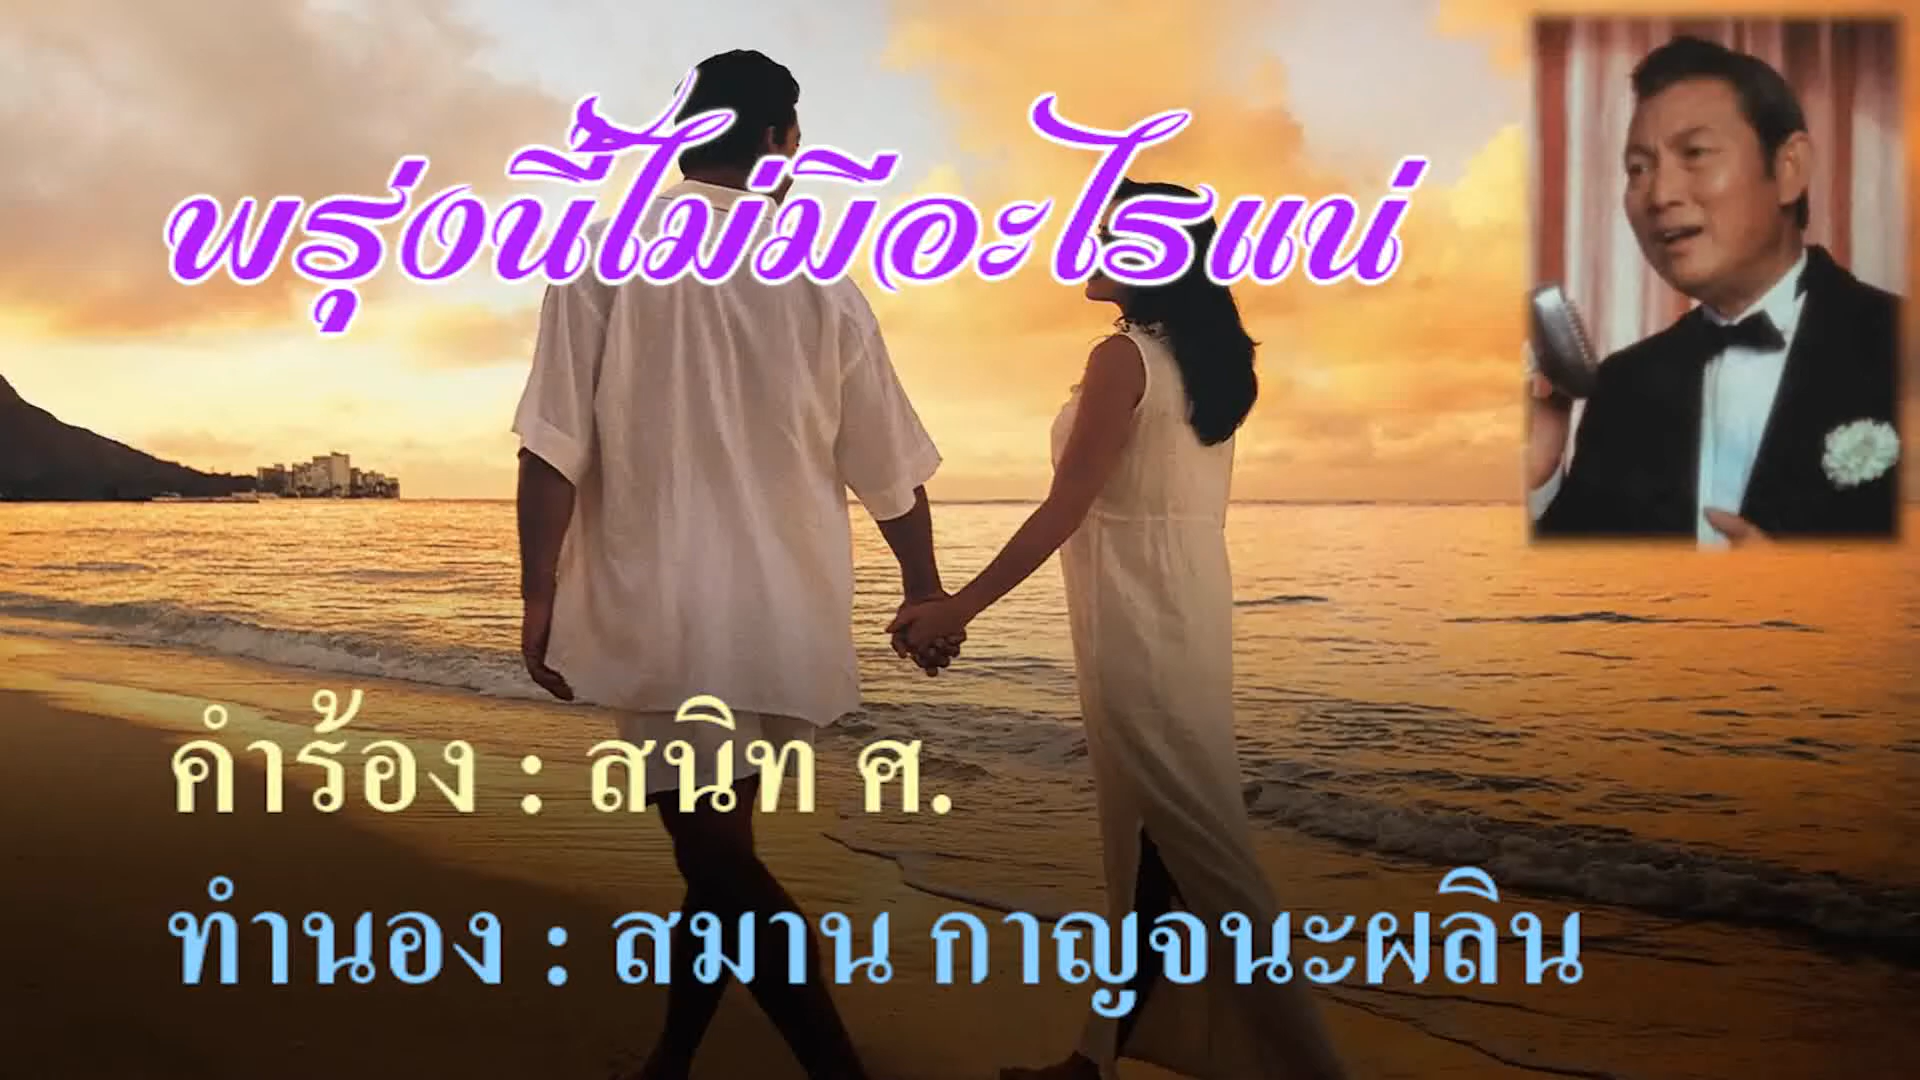 พรุ่งนี้ไม่มีอะไรแน่
คำร้อง : สนิท ศ.
ทำนอง : สมาน กาญจนะผลิน